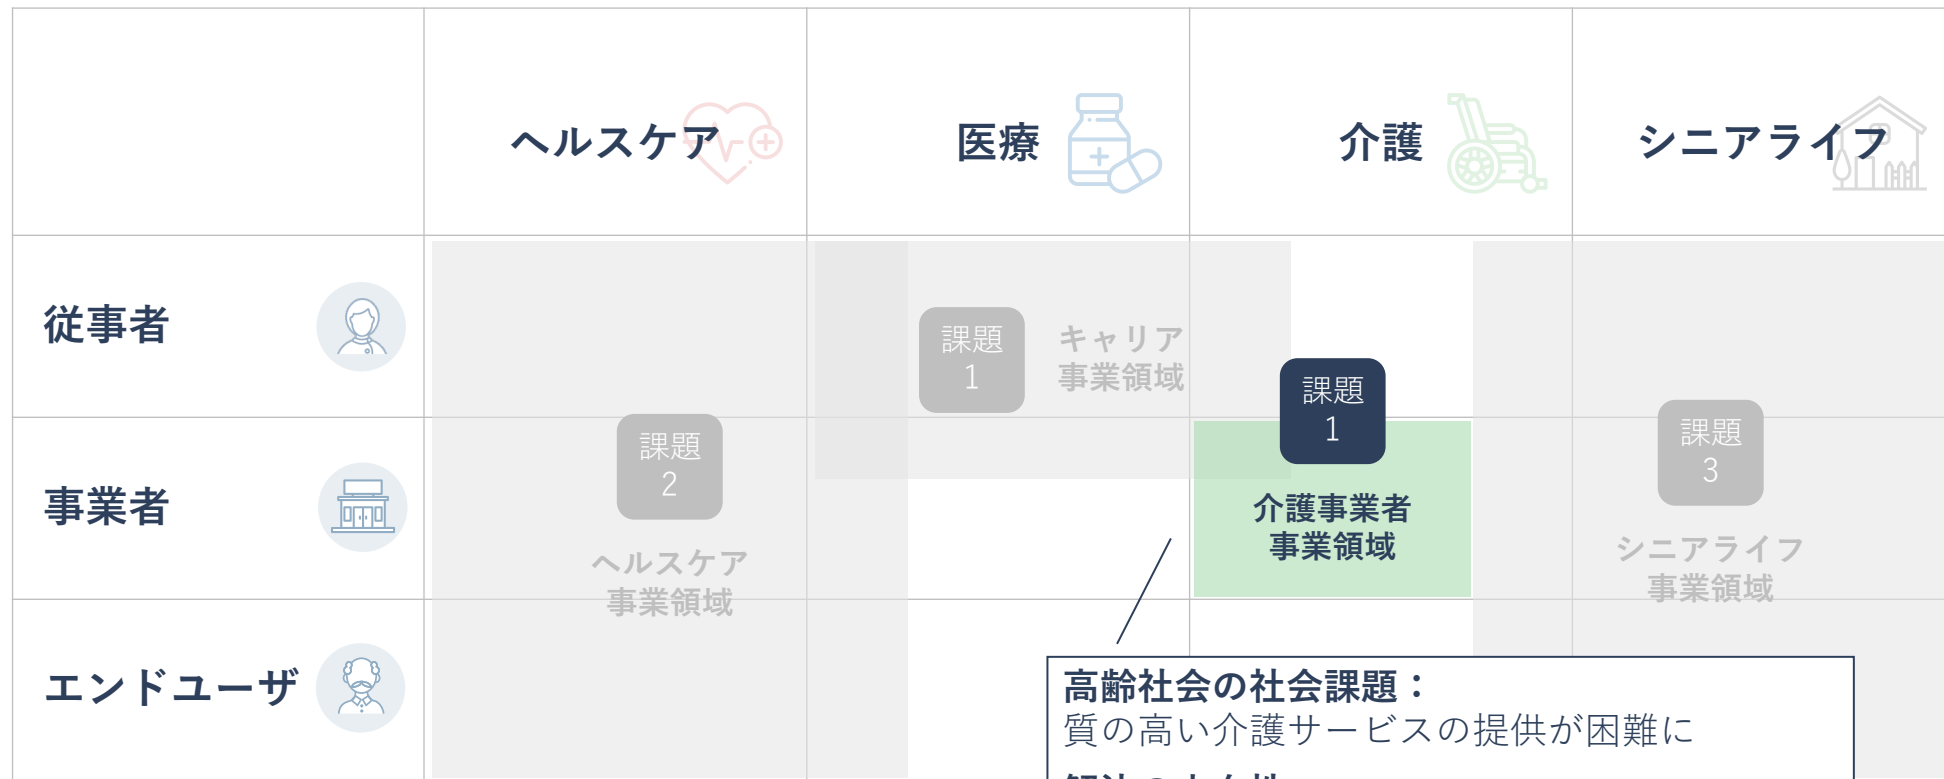 ヘルスケア
医療
介護
シニアライフ
従事者
課題
1
キャリア
事業領域
課題
1
事業者
課題
2
ヘルスケア
事業領域
介護事業者
事業領域
課題
3
シニアライフ
事業領域
エンドユーザ
高齢社会の社会課題：
質の高い介護サービスの提供が困難に